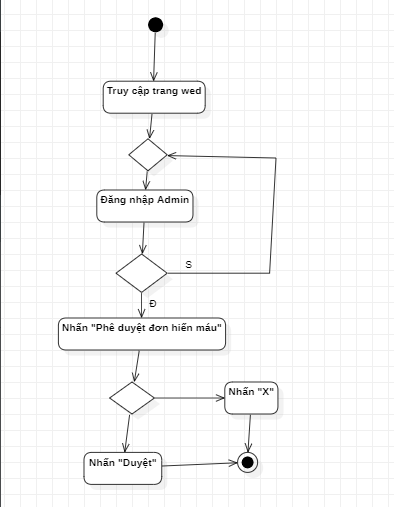 Truy cập trang wed
Đăng nhập Admin
S
Đ
Nhấn "Phê duyệt đơn hiến máu"
Nhấn "X"
Nhấn "Duyệt"